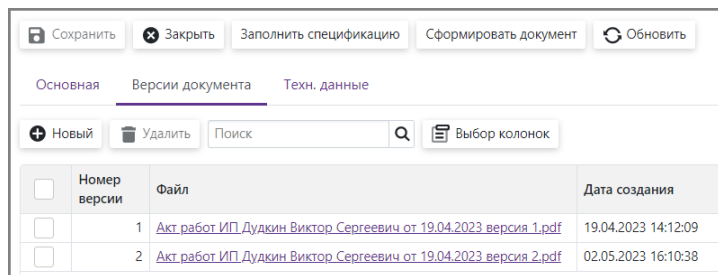 Сохранить Закрыть Заполнить спецификацию Сформировать документ Обновить
Основная Версии документа Техн. данные
Новый Удалить Поиск Выбор колонок
Номер версии Файл Дата создания
1 Акт работ ИП Дудкин Виктор Сергеевич от 19.04.2023 версия 1.pdf 19.04.2023 14:12:09
2 Акт работ ИП Дудкин Виктор Сергеевич от 19.04.2023 версия 2.pdf 02.05.2023 16:10:38